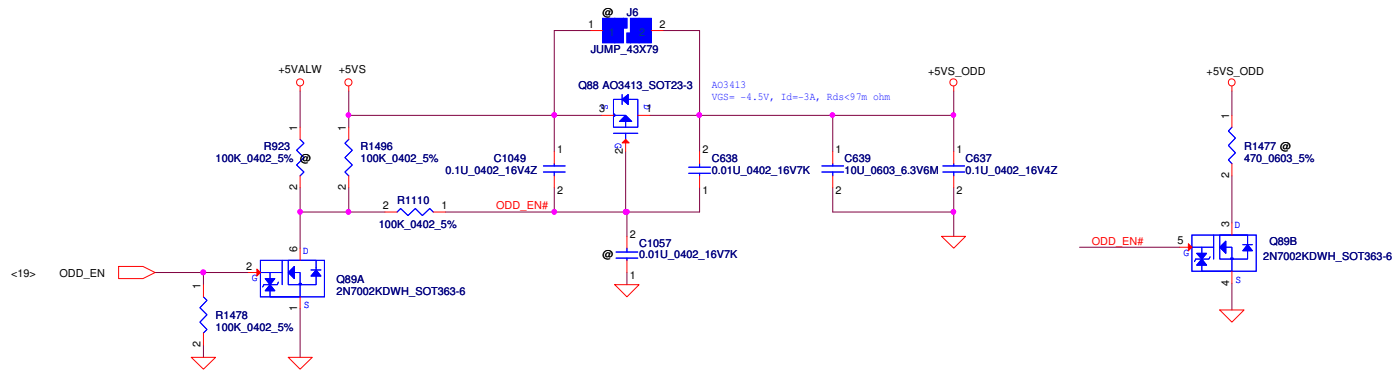 @
J6
1
2
JUMP_43X79
+5VALW
+5VS
Q88 AO3413_SOT23-3
AO3413
VGS= -4.5V, Id=-3A, Rds<97m ohm
+5VS_ODD
+5VS_ODD
3
S
D
1
G
2
1
R923
100K_0402_5%
@
2
1
R1496
100K_0402_5%
2
1
C1049
0.1U_0402_16V4Z
2
2
C638
0.01U_0402_16V7K
1
1
C639
10U_0603_6.3V6M
2
1
C637
0.1U_0402_16V4Z
2
1
R1477 @
470_0603_5%
2
2
R1110
1
100K_0402_5%
ODD_EN#
2
C1057
@
0.01U_0402_16V7K
1
<19>
ODD_EN
2
G
6
D
Q89A
2N7002KDWH_SOT363-6
S
1
1
R1478
100K_0402_5%
2
ODD_EN#
5
G
3
D
Q89B
2N7002KDWH_SOT363-6
S
4